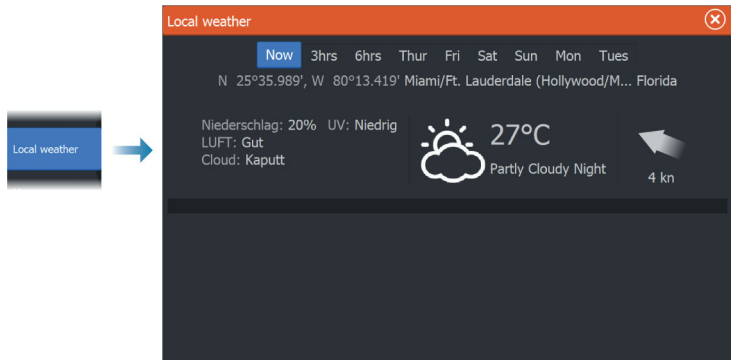 Local weather
Local weather
Now 3hrs 6hrs Thur Fri Sat Sun Mon Tues
N 25°35.989', W 80°13.419' Miami/Ft. Lauderdale (Hollywood/M... Florida
Niederschlag: 20% UV: Niedrig
LUFT: Gut
Cloud: Kaputt
27°C
Partly Cloudy Night
4 kn